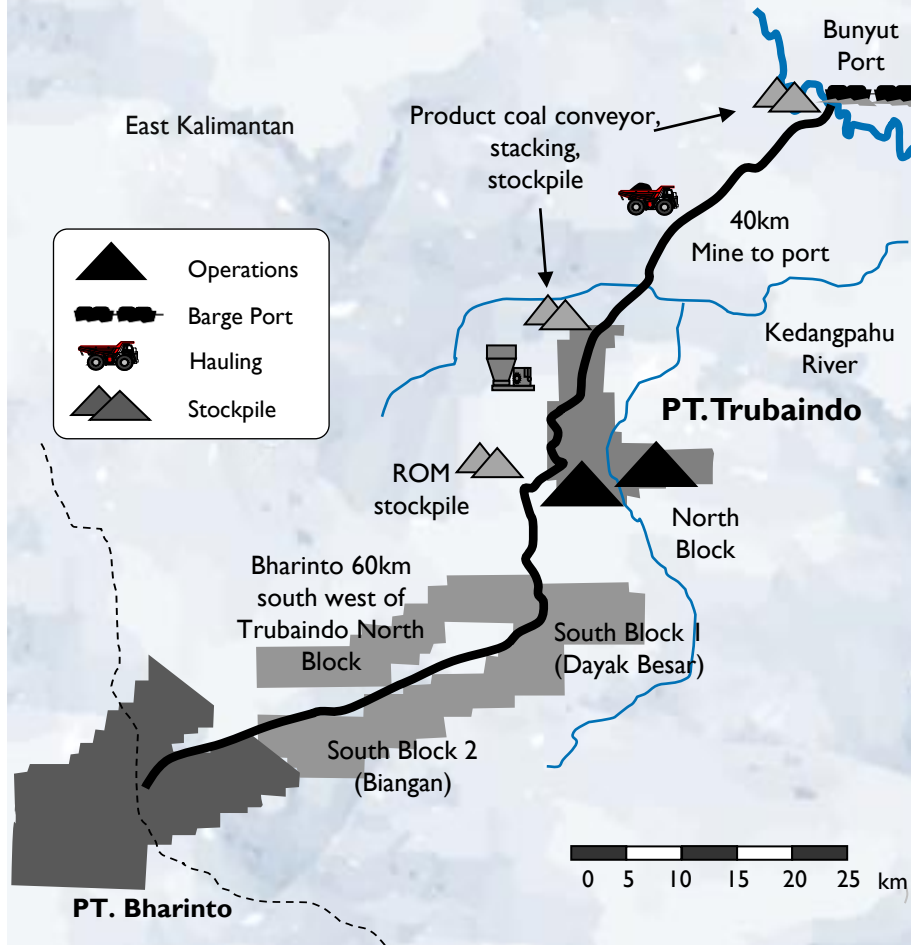 Bunyut
Port
East Kalimantan
Product coal conveyor,
stacking,
stockpile
40km
Mine to port
Operations
Barge Port
Hauling
Stockpile
Kedangpahu
River
PT. Trubaindo
ROM
stockpile
North
Block
Bharinto 60km
south west of
Trubaindo North
Block
South Block 1
(Dayak Besar)
South Block 2
(Biangan)
PT. Bharinto
0 5 10 15 20 25 km